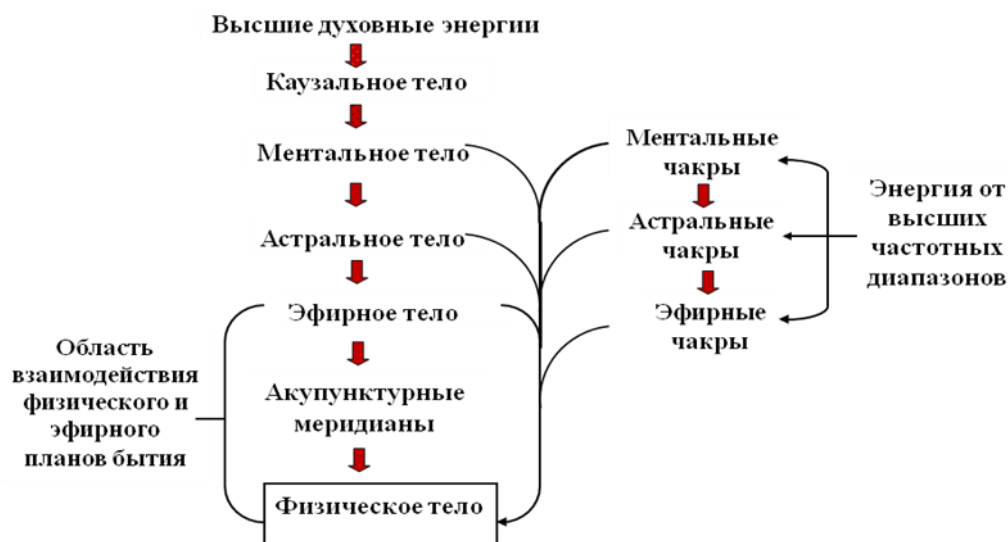 Высшие духовные энергии
Каузальное тело
Ментальное тело
Астральное тело
Эфирное тело
Акупунктурные
меридианы
Физическое тело
Область
взаимодействия
физического и
эфирного
планов бытия
Ментальные
чакры
Астральные
чакры
Эфирные
чакры
Энергия от
высших
частотных
диапазонов